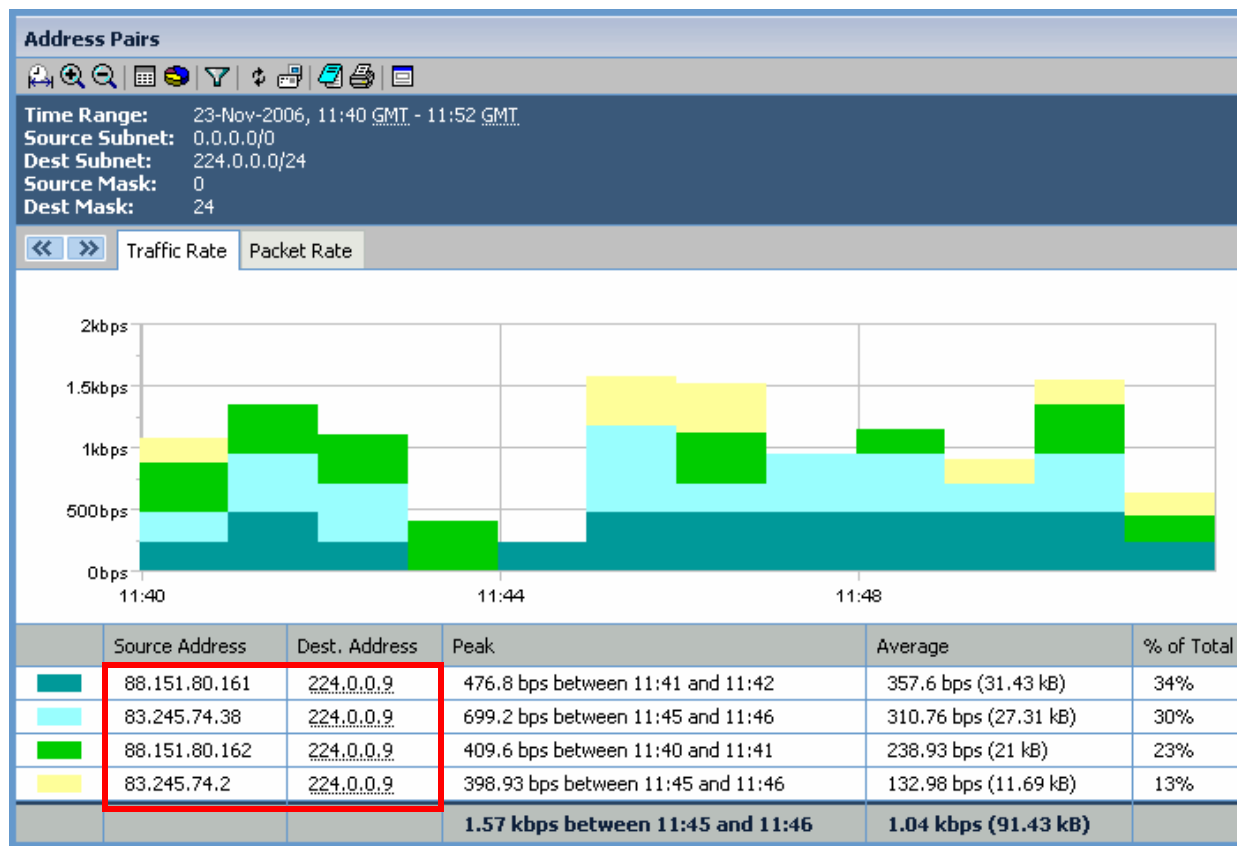 Address Pairs
Time Range: 23-Nov-2006, 11:40 GMT - 11:52 GMT
Source Subnet: 0.0.0.0/0
Dest Subnet: 224.0.0.0/24
Source Mask: 0
Dest Mask: 24
Traffic Rate Packet Rate
2kbps
1.5kbps
1kbps
500bps
0bps
11:40 11:44 11:48
Source Address Dest. Address Peak Average % of Total
88.151.80.161 224.0.0.9 476.8 bps between 11:41 and 11:42 357.6 bps (31.43 kB) 34%
83.245.74.38 224.0.0.9 699.2 bps between 11:45 and 11:46 310.76 bps (27.31 kB) 30%
88.151.80.162 224.0.0.9 409.6 bps between 11:40 and 11:41 238.93 bps (21 kB) 23%
83.245.74.2 224.0.0.9 398.93 bps between 11:45 and 11:46 132.98 bps (11.69 kB) 13%
1.57 kbps between 11:45 and 11:46 1.04 kbps (91.43 kB)